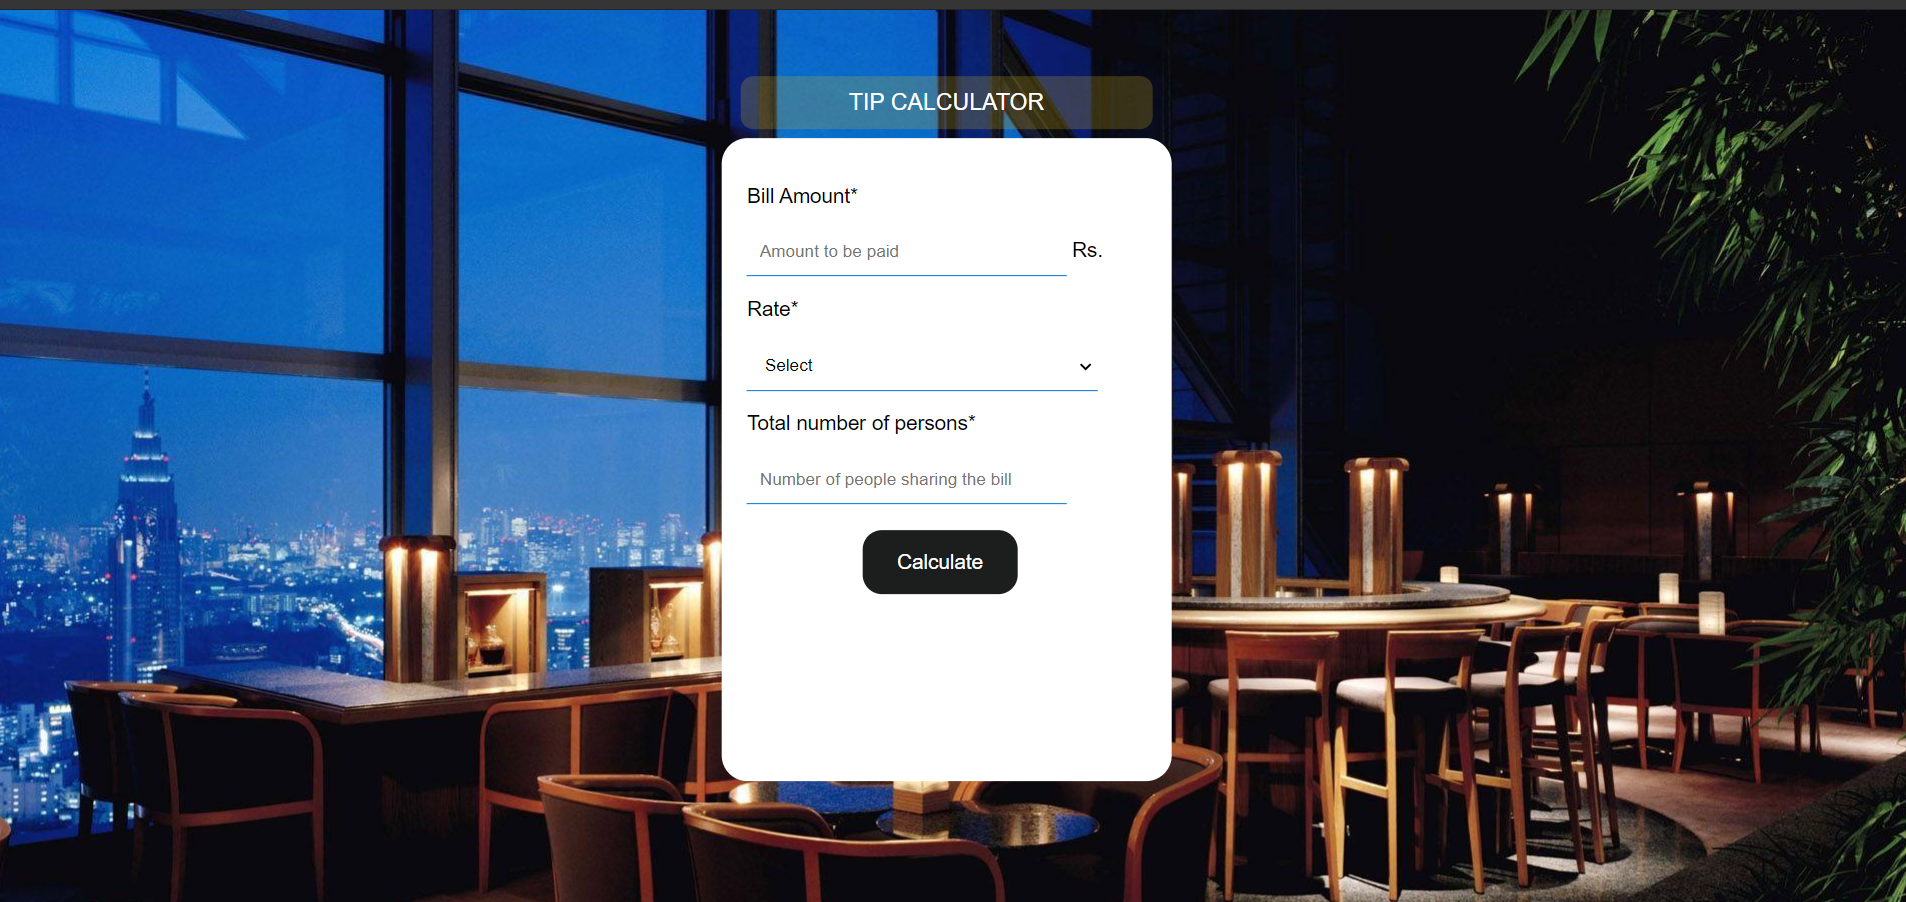 TIP CALCULATOR
Bill Amount*
Amount to be paid Rs.
Rate*
Select
Total number of persons*
Number of people sharing the bill
Calculate